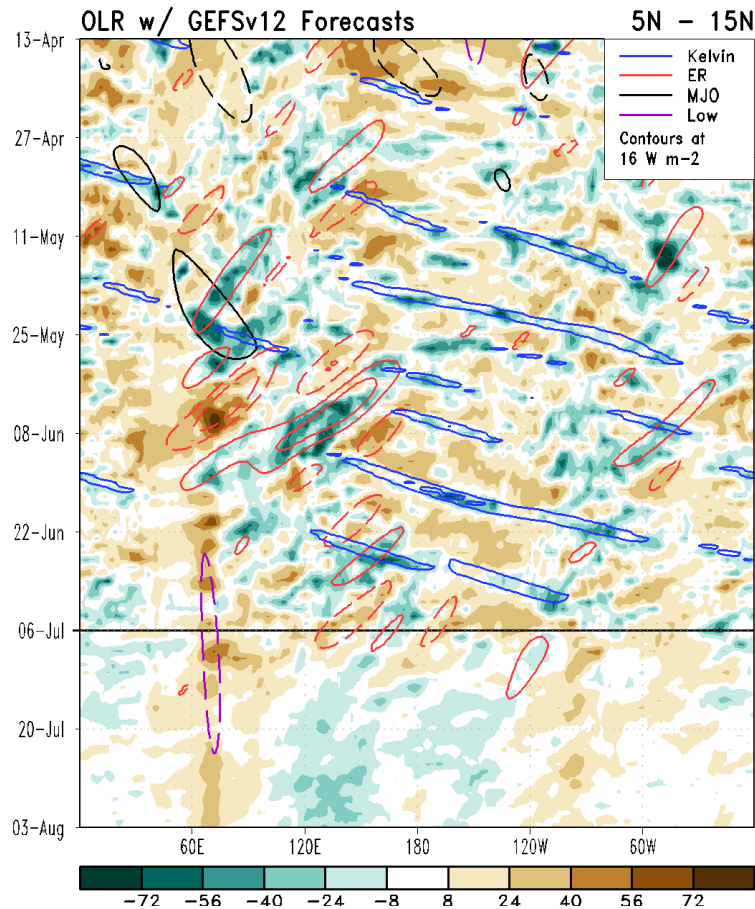 OLR w/ GEFSv12 Forecasts 5N - 15N
Kelvin
ER
MJO
Low
Contours at
16 W m-2
13-Apr
27-Apr
11-May
25-May
08-Jun
22-Jun
06-Jul
20-Jul
03-Aug
60E 120E 180 120W 60W
-72 -56 -40 -24 -8 8 24 40 56 72